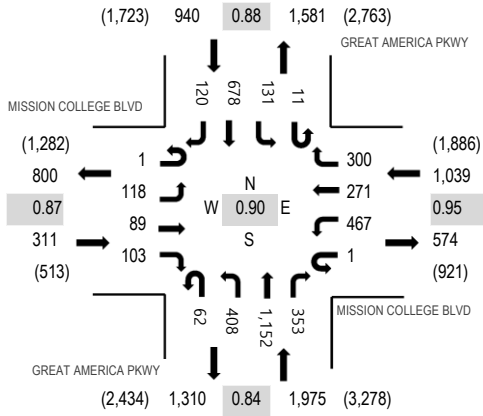 (1,723) 940 0.88 1,581 (2,763)
GREAT AMERICA PKWY
120 678 131 11
MISSION COLLEGE BLVD
(1,282)
800
0.87
311
(513)
1
118
89
103
N
W 0.90 E
S
300
271
467
1
(1,886)
1,039
0.95
574
(921)
62 408 1,152 353
MISSION COLLEGE BLVD
GREAT AMERICA PKWY
(2,434) 1,310 0.84 1,975 (3,278)